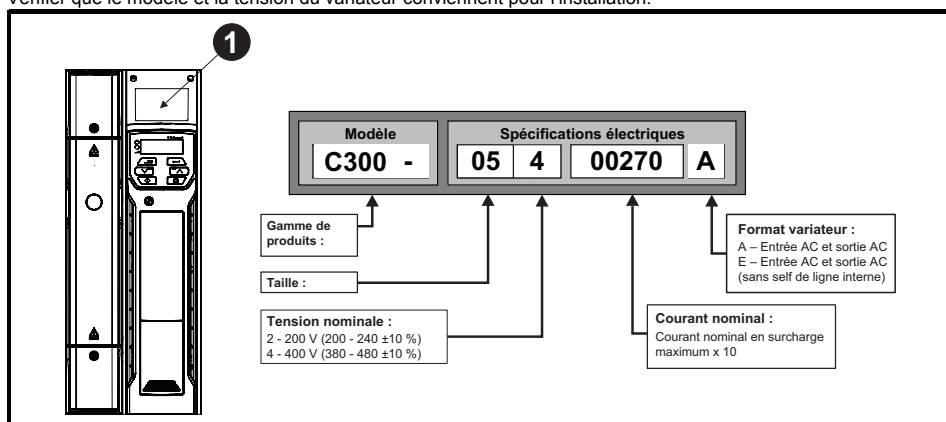 Vérifier que le modèle et la tension du variateur conviennent pour l'installation.
1
Modèle
Spécifications électriques
C300 -
05 4 00270 A
Gamme de
produits :
Taille :
Tension nominale :
2 - 200 V (200 - 240 ±10 %)
4 - 400 V (380 - 480 ±10 %)
Format variateur :
A – Entrée AC et sortie AC
E – Entrée AC et sortie AC
(sans self de ligne interne)
Courant nominal :
Courant nominal en surcharge
maximum x 10